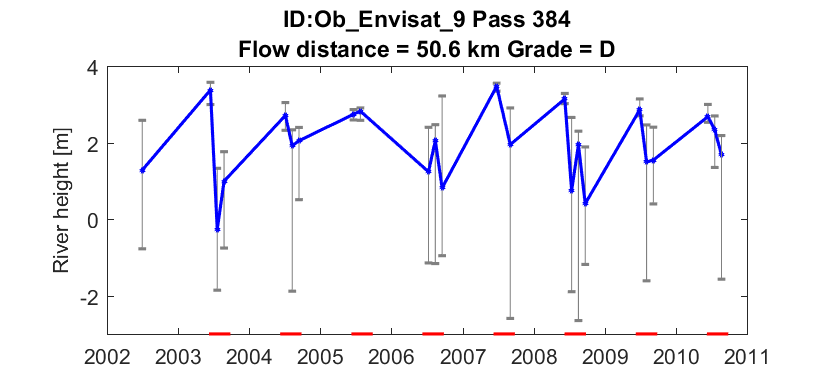 ID:Ob_Envisat_9 Pass 384
Flow distance = 50.6 km Grade = D
River height [m]
4
2
0
-2
2002 2003 2004 2005 2006 2007 2008 2009 2010 2011